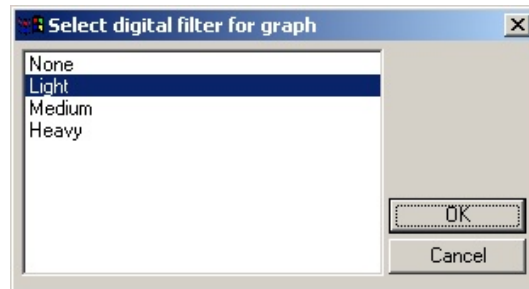 Select digital filter for graph
None
Light
Medium
Heavy
OK
Cancel